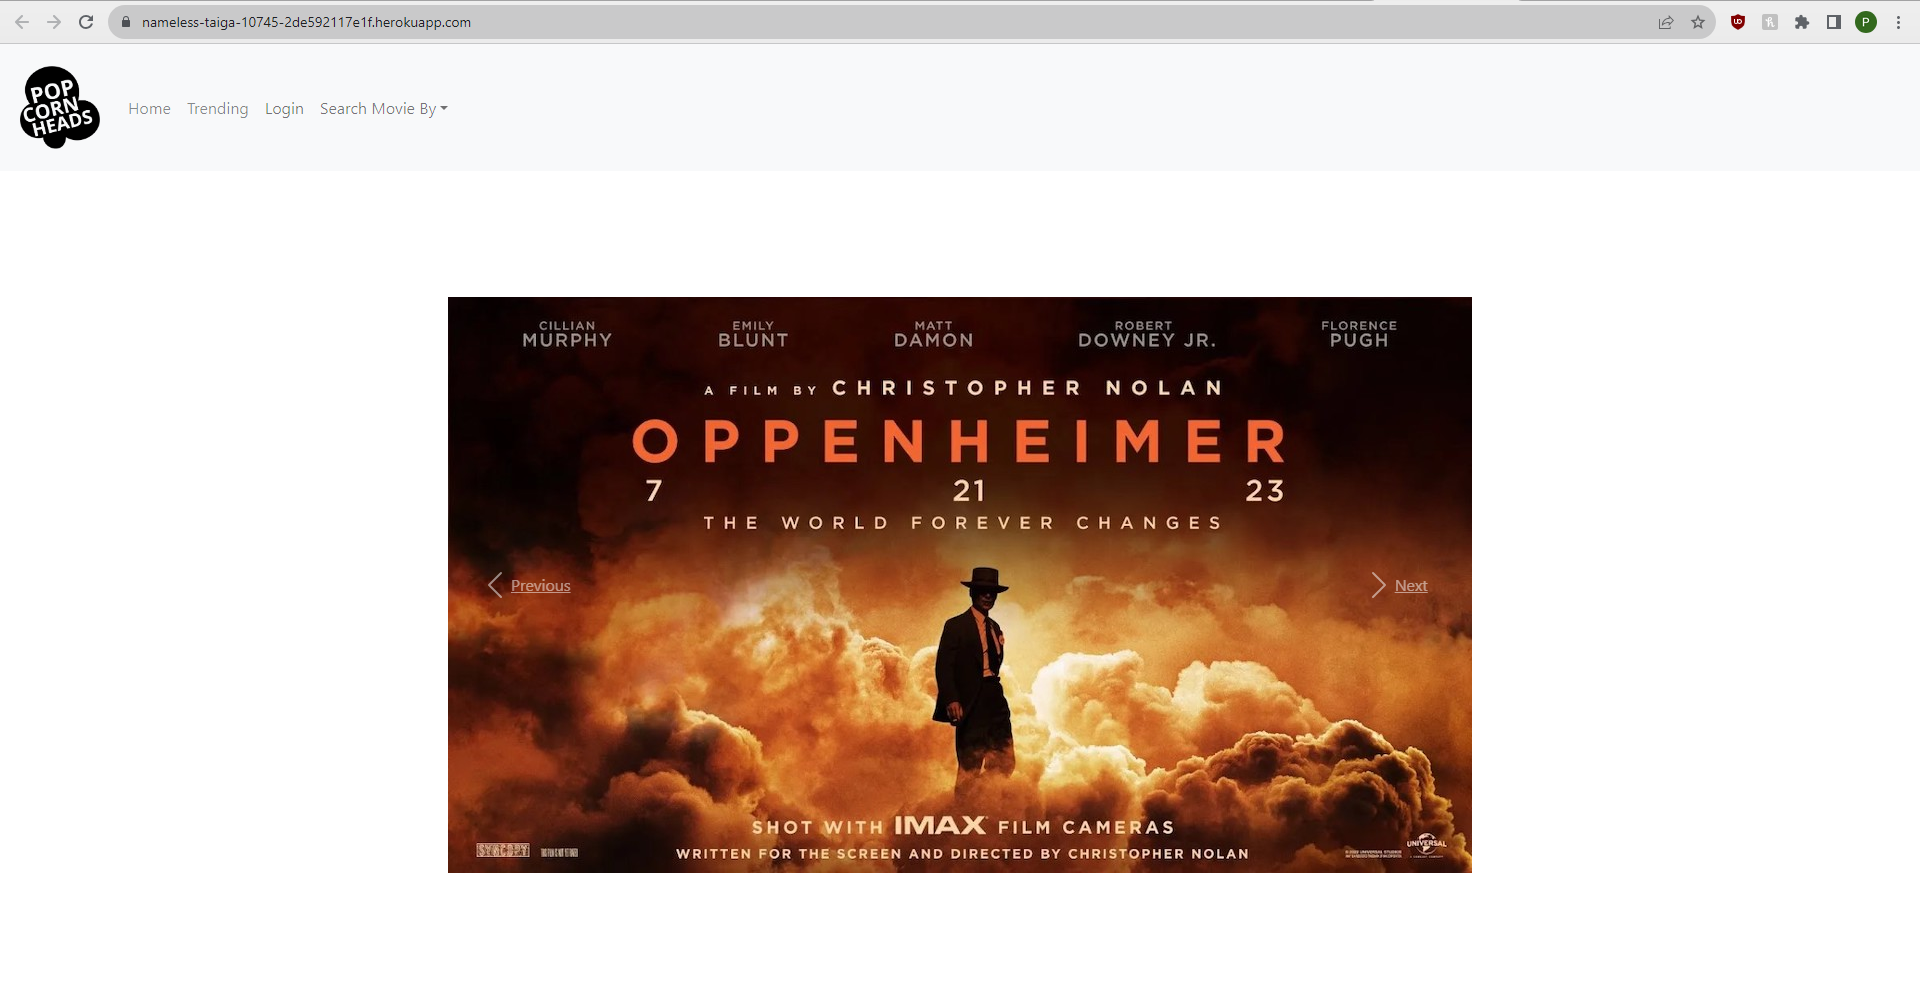 nameless-taiga-10745-2de592117e1f.herokuapp.com
P
POP
CORN
HEADS
Home Trending Login Search Movie By
CILLIAN EMILY MATT ROBERT FLORENCE
MURPHY BLUNT DAMON DOWNEY JR. PUGH
A FILM BY CHRISTOPHER NOLAN
OPPENHEIMER
7 21 23
THE WORLD FOREVER CHANGES
Previous Next
SHOT WITH IMAX FILM CAMERAS
SYNCOPY UNIVERSAL
WRITTEN FOR THE SCREEN AND DIRECTED BY CHRISTOPHER NOLAN